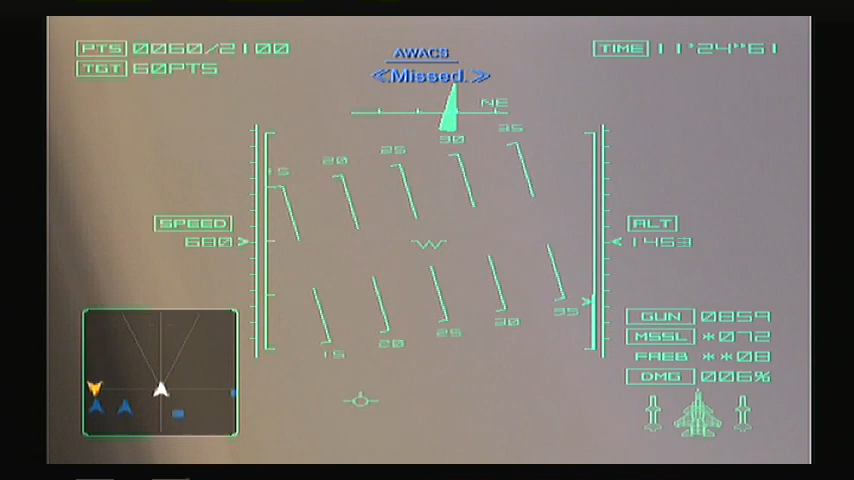 PTS 0060/2100
AWACS
TIME 11'24"61
TGT 60PTS
<<Missed.>>
NE
15 20 25 30 35
SPEED
680
ALT
1453
15 20 25 30 35
GUN 0859
MSSL *072
FAEB **08
DMG 006%